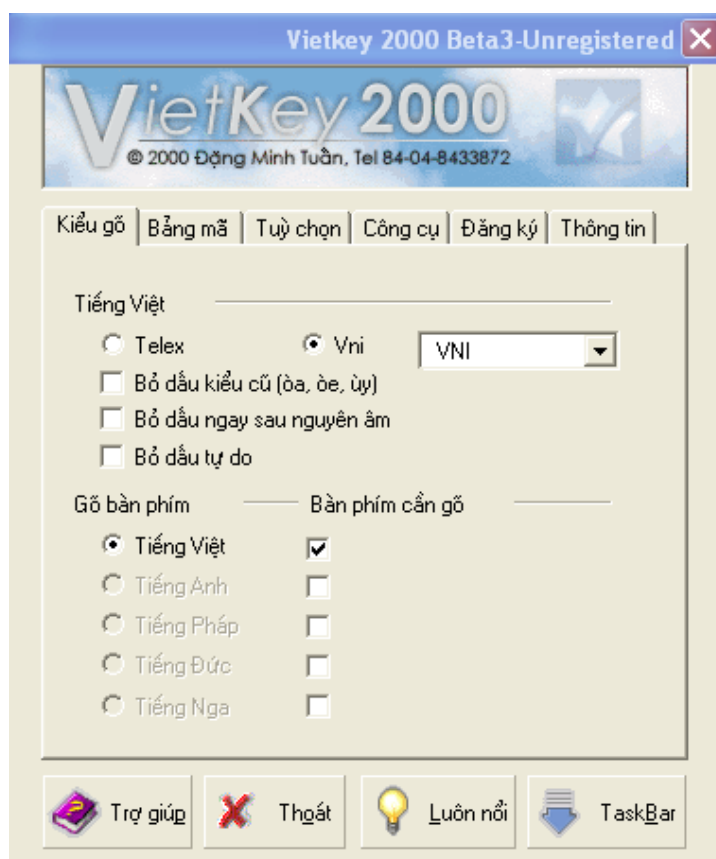 Vietkey 2000 Beta3-Unregistered
VietKey 2000
© 2000 Đặng Minh Tuấn, Tel 84-04-8433872
Kiểu gõ Bảng mã Tuỳ chọn Công cụ Đăng ký Thông tin
Tiếng Việt
Telex Vni VNI
Bỏ dấu kiểu cũ (òa, òe, ùy)
Bỏ dấu ngay sau nguyên âm
Bỏ dấu tự do
Gõ bàn phím Bàn phím cần gõ
Tiếng Việt
Tiếng Anh
Tiếng Pháp
Tiếng Đức
Tiếng Nga
Trợ giúp Thoát Luôn nổi TaskBar